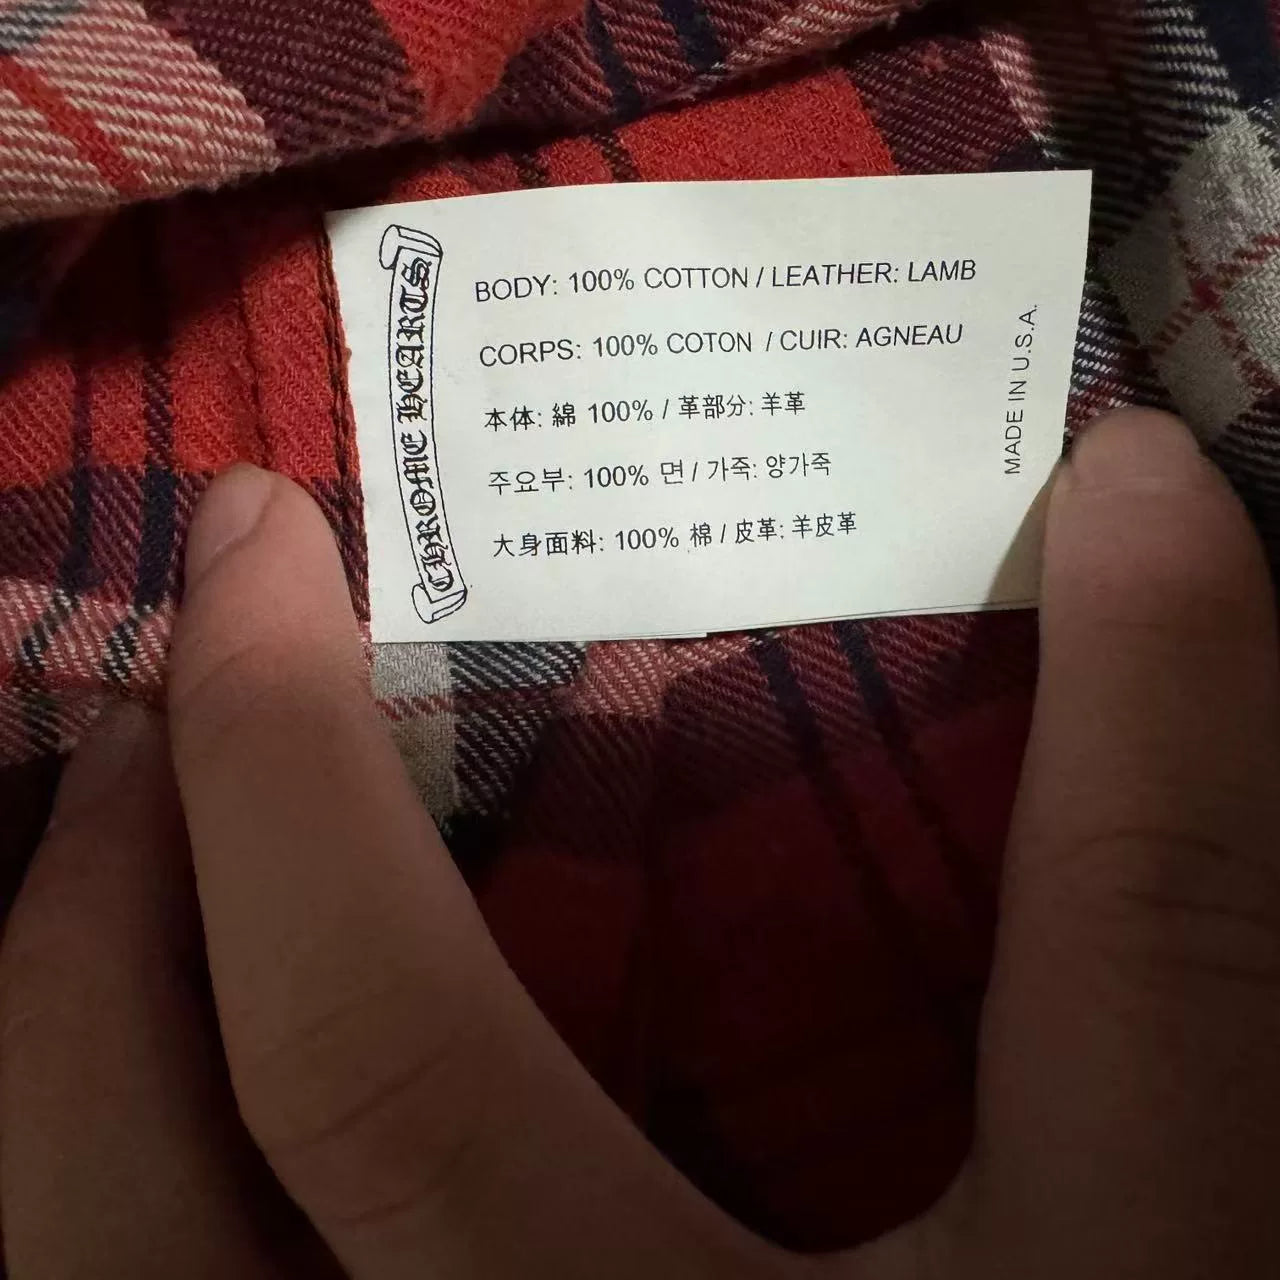 CHROME HEARTS
BODY: 100% COTTON / LEATHER: LAMB
CORPS: 100% COTON / CUIR: AGNEAU
本体: 綿 100% / 革部分: 羊革
주요부: 100% 면 / 가죽: 양가죽
大身面料: 100% 棉 / 皮革: 羊皮革
MADE IN U.S.A.